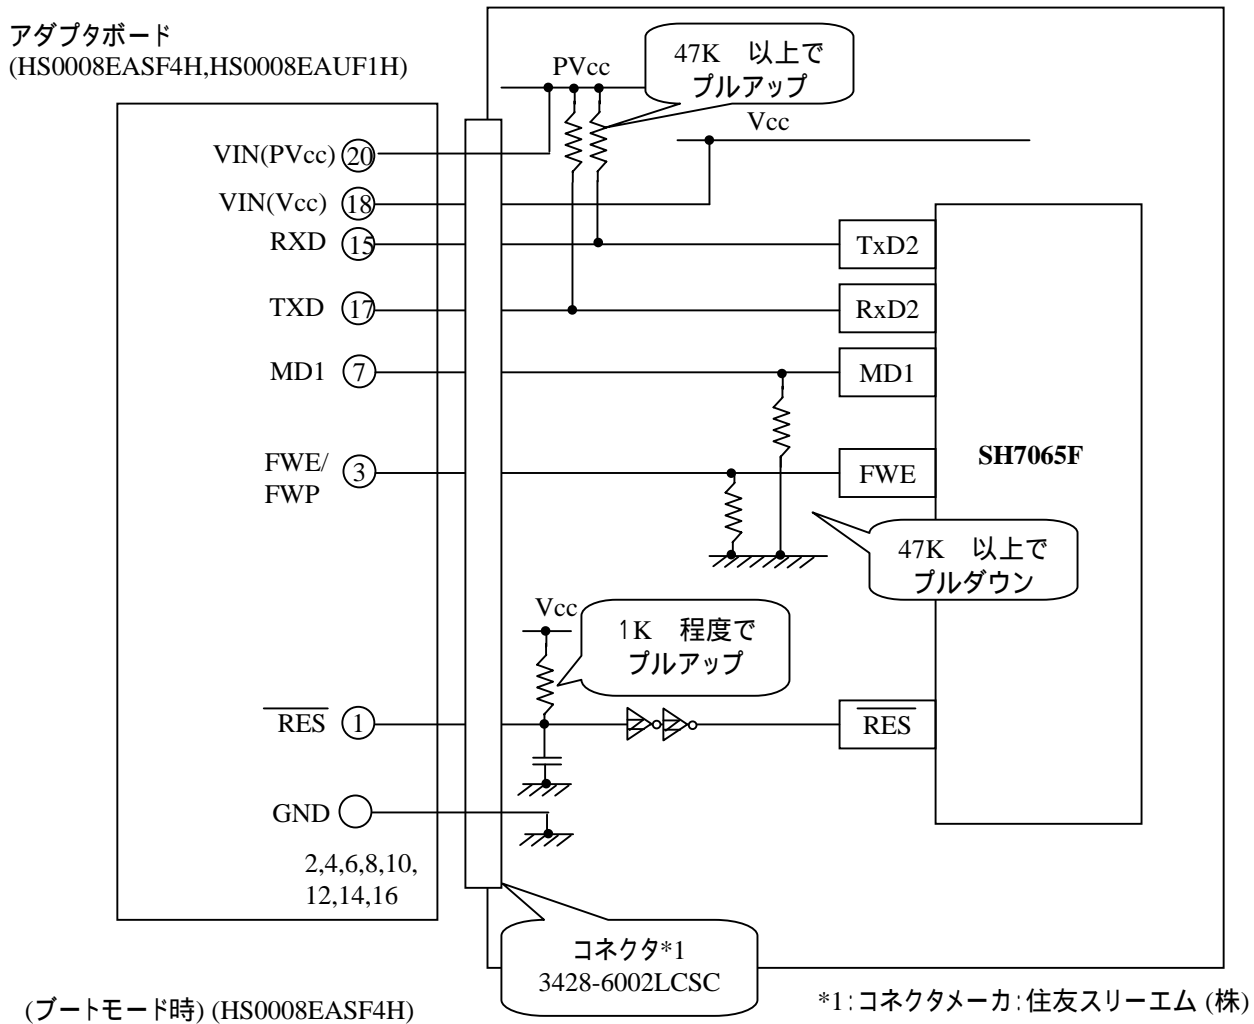 アダプタボード
(HS0008EASF4H,HS0008EAUF1H)
PVcc
47K 以上で
プルアップ
Vcc
VIN(PVcc) 20
VIN(Vcc) 18
RXD 15
TxD2
TXD 17
RxD2
MD1 7
MD1
FWE/
FWP
3
FWE
SH7065F
47K 以上で
プルダウン
Vcc
1K 程度で
プルアップ
RES 1
RES
GND
2,4,6,8,10,
12,14,16
コネクタ*1
3428-6002LCSC
(ブートモード時) (HS0008EASF4H)
*1:コネクタメーカ:住友スリーエム (株)